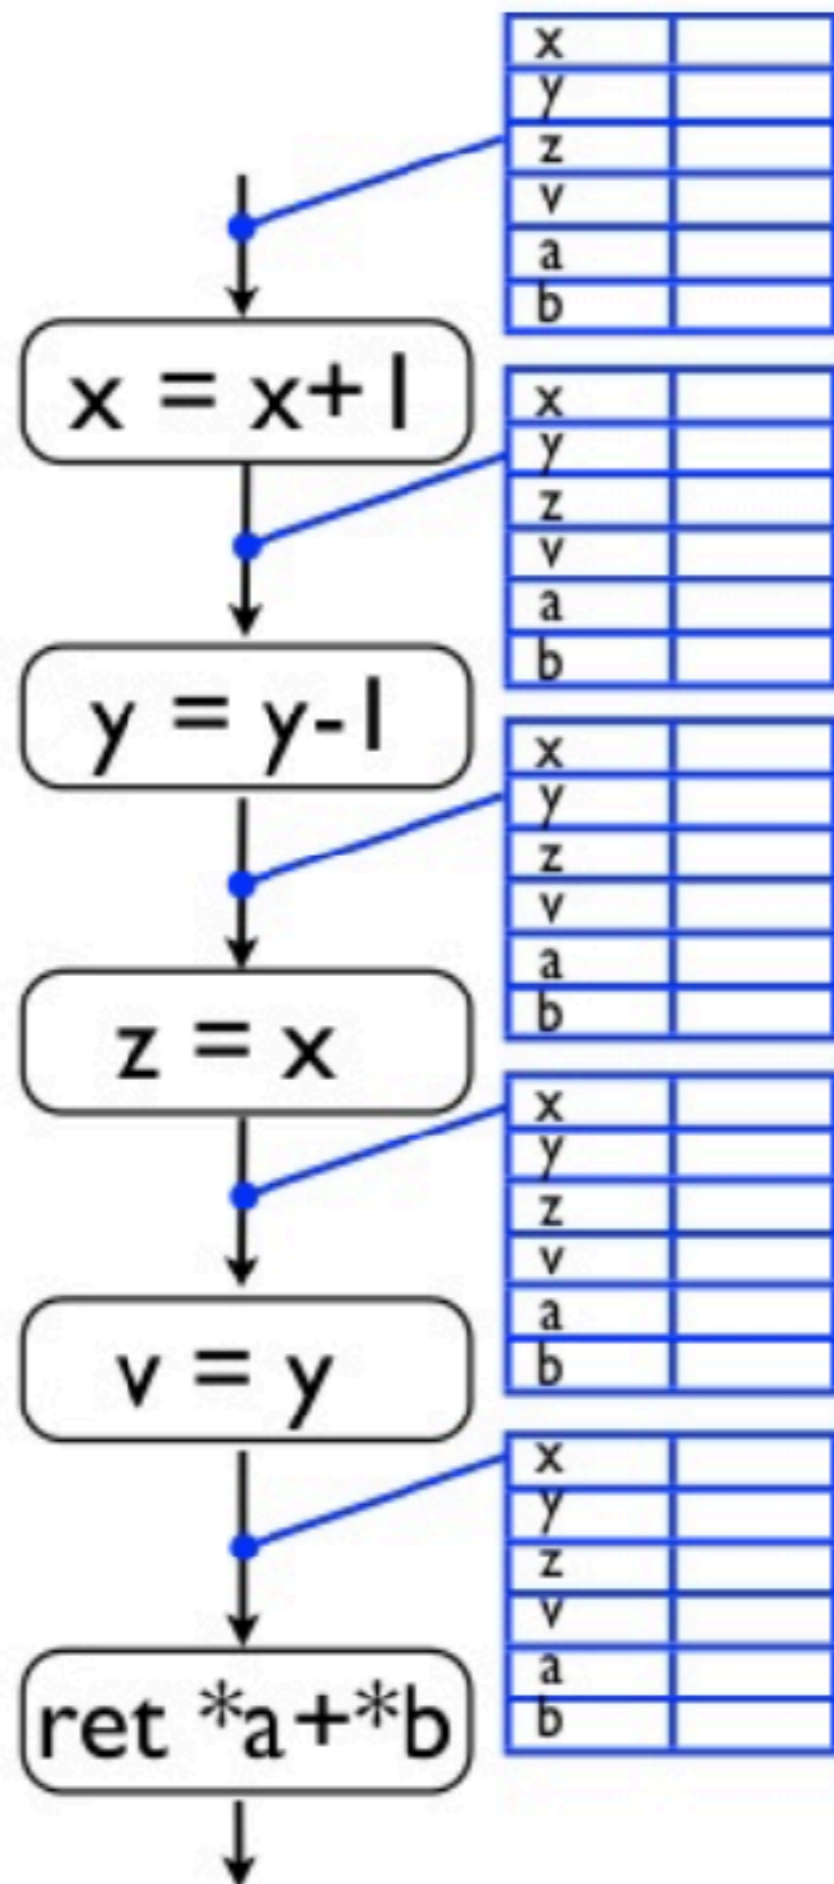 x
y
z
v
a
b
x = x+1
x
y
z
v
a
b
y = y-1
x
y
z
v
a
b
z = x
x
y
z
v
a
b
v = y
x
y
z
v
a
b
ret *a+*b